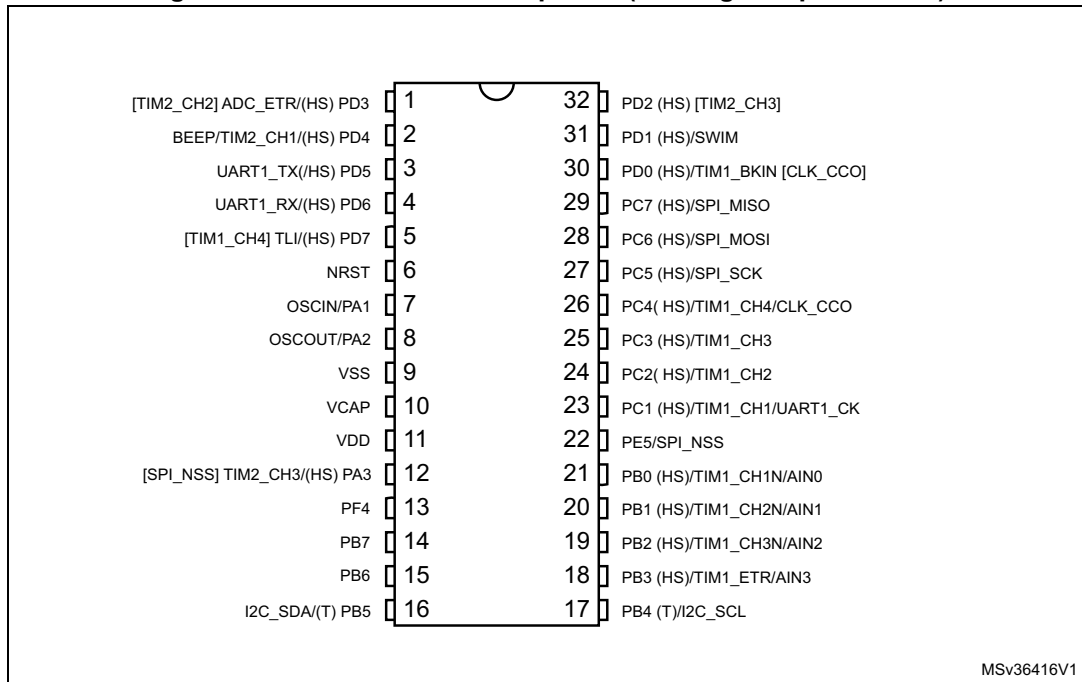 [TIM2_CH2] ADC_ETR/(HS) PD3 1 32 PD2 (HS) [TIM2_CH3]
BEEP/TIM2_CH1/(HS) PD4 2 31 PD1 (HS)/SWIM
UART1_TX(/HS) PD5 3 30 PD0 (HS)/TIM1_BKIN [CLK_CCO]
UART1_RX/(HS) PD6 4 29 PC7 (HS)/SPI_MISO
[TIM1_CH4] TLI/(HS) PD7 5 28 PC6 (HS)/SPI_MOSI
NRST 6 27 PC5 (HS)/SPI_SCK
OSCIN/PA1 7 26 PC4( HS)/TIM1_CH4/CLK_CCO
OSCOUT/PA2 8 25 PC3 (HS)/TIM1_CH3
VSS 9 24 PC2( HS)/TIM1_CH2
VCAP 10 23 PC1 (HS)/TIM1_CH1/UART1_CK
VDD 11 22 PE5/SPI_NSS
[SPI_NSS] TIM2_CH3/(HS) PA3 12 21 PB0 (HS)/TIM1_CH1N/AIN0
PF4 13 20 PB1 (HS)/TIM1_CH2N/AIN1
PB7 14 19 PB2 (HS)/TIM1_CH3N/AIN2
PB6 15 18 PB3 (HS)/TIM1_ETR/AIN3
I2C_SDA/(T) PB5 16 17 PB4 (T)/I2C_SCL
MSv36416V1